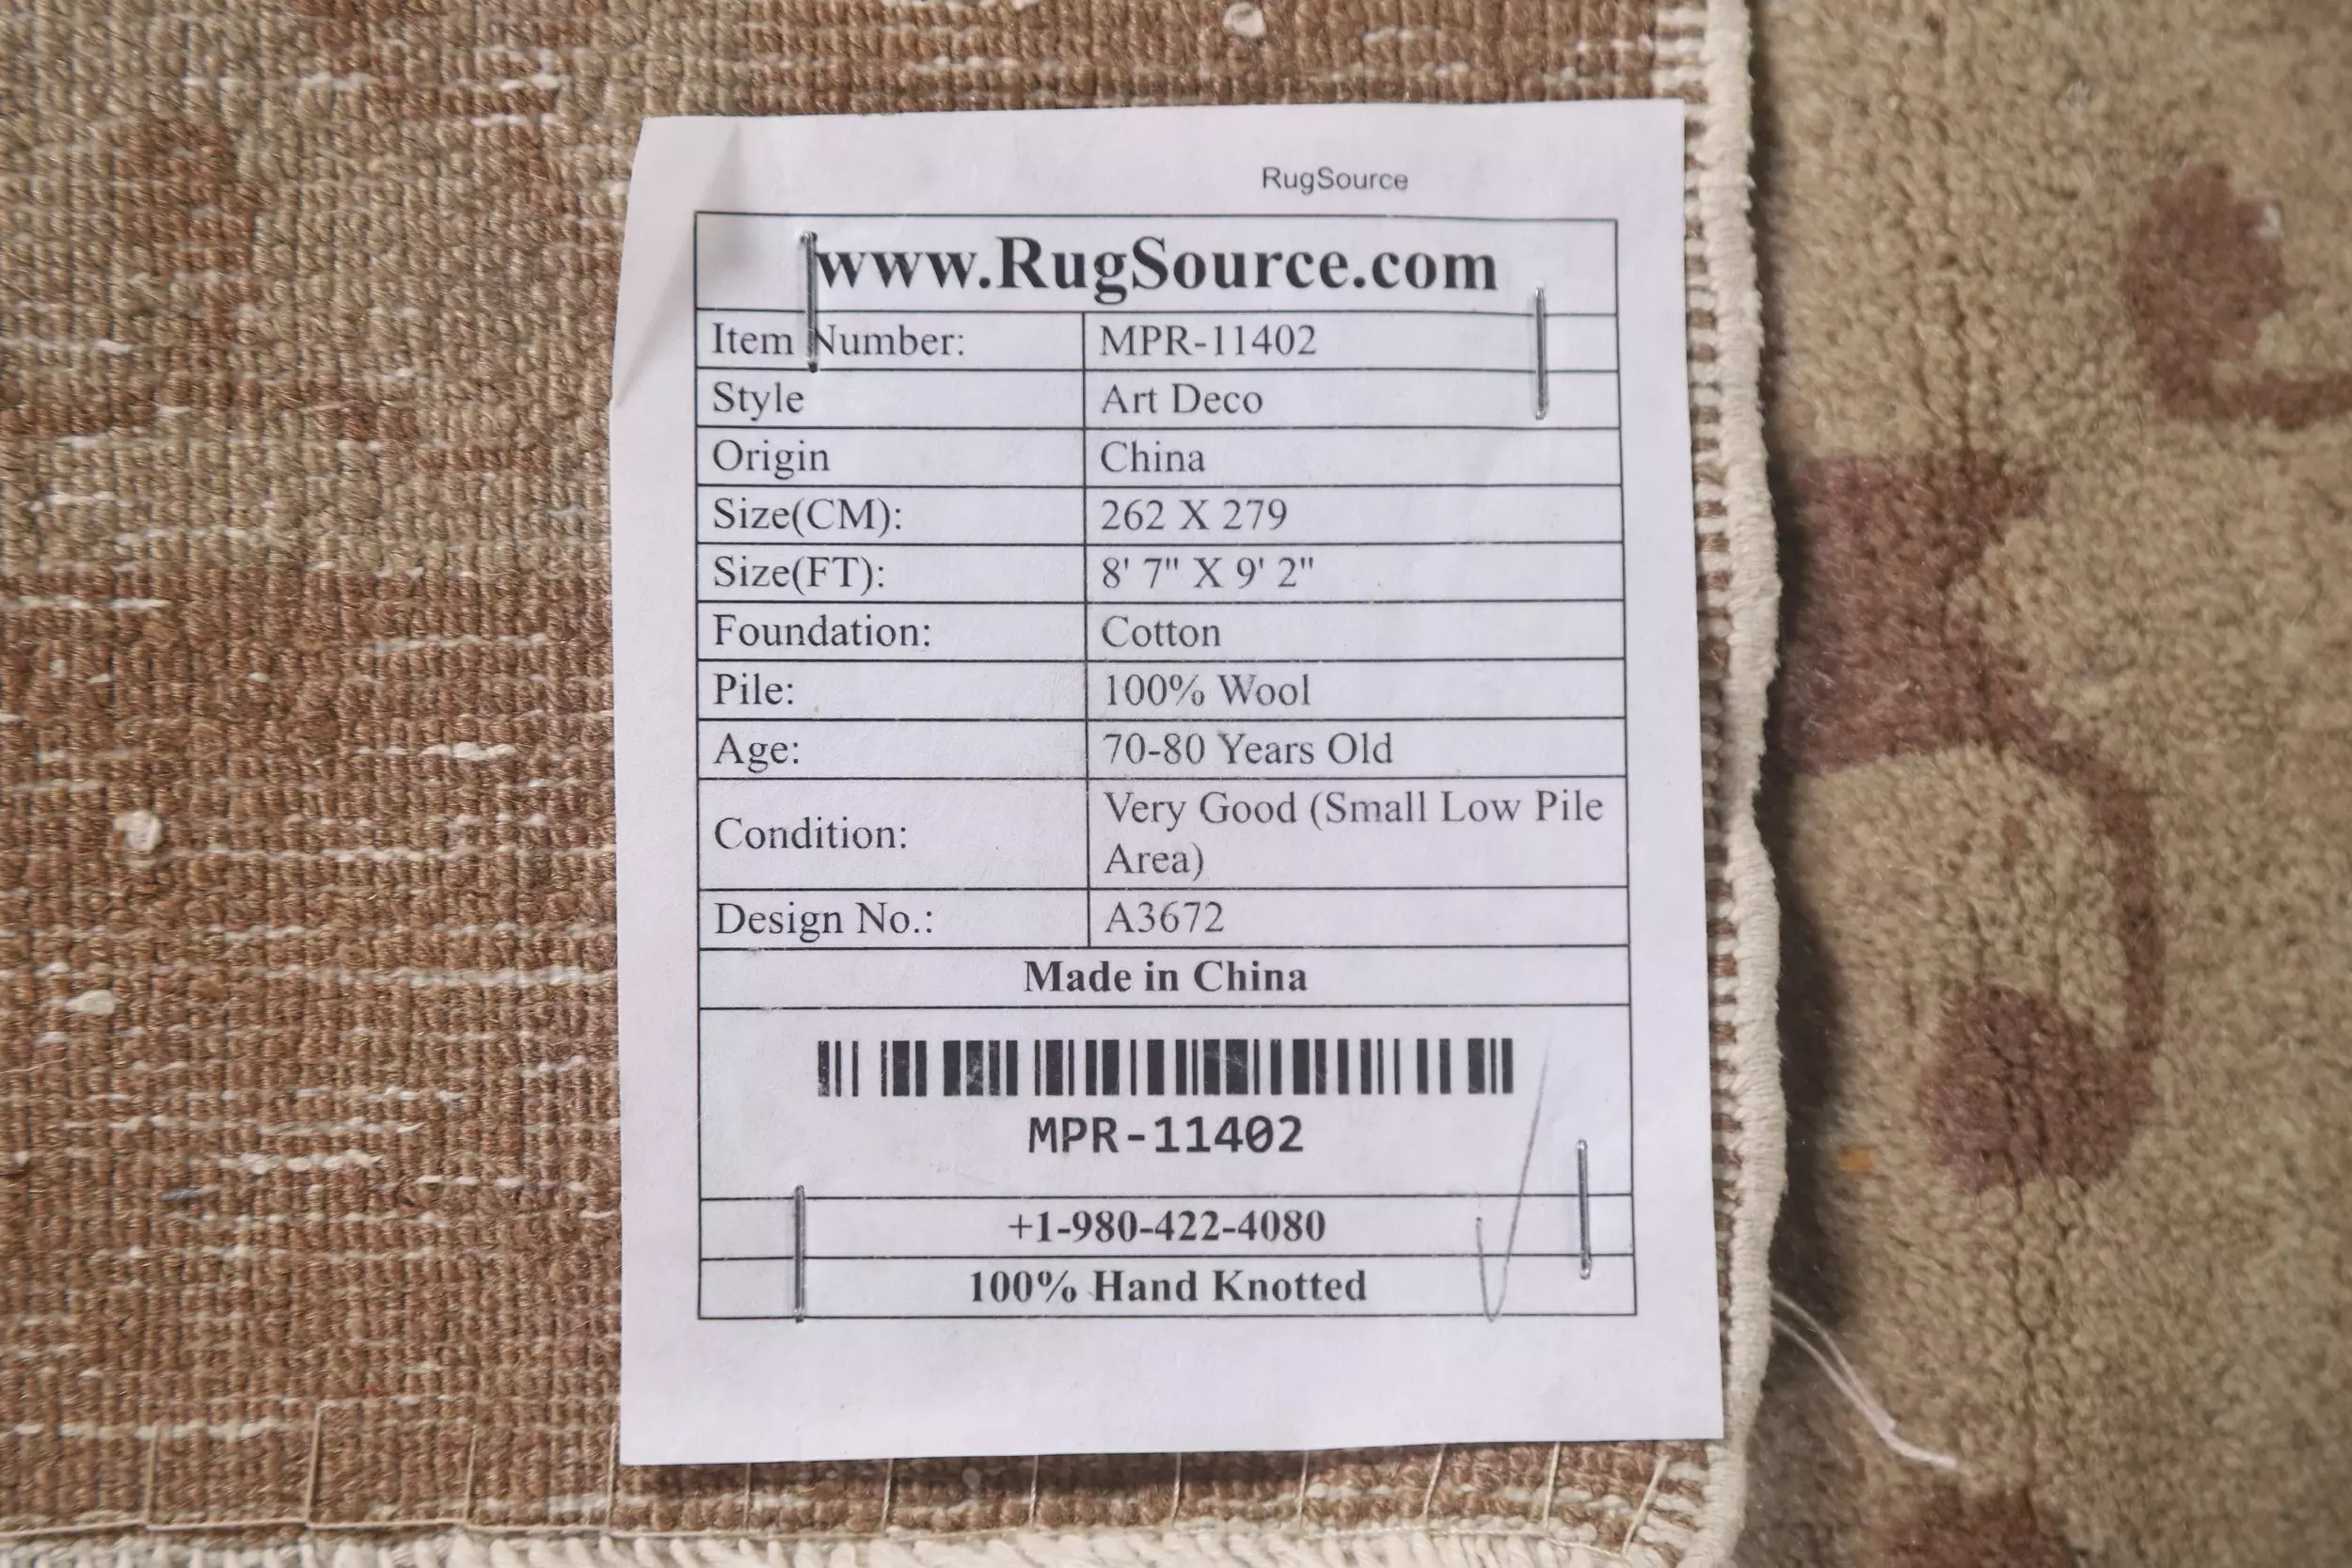 RugSource
www.RugSource.com
Item Number: MPR-11402
Style Art Deco
Origin China
Size(CM): 262 X 279
Size(FT): 8' 7" X 9' 2"
Foundation: Cotton
Pile: 100% Wool
Age: 70-80 Years Old
Condition: Very Good (Small Low Pile
Area)
Design No.: A3672
Made in China
MPR-11402
+1-980-422-4080
100% Hand Knotted